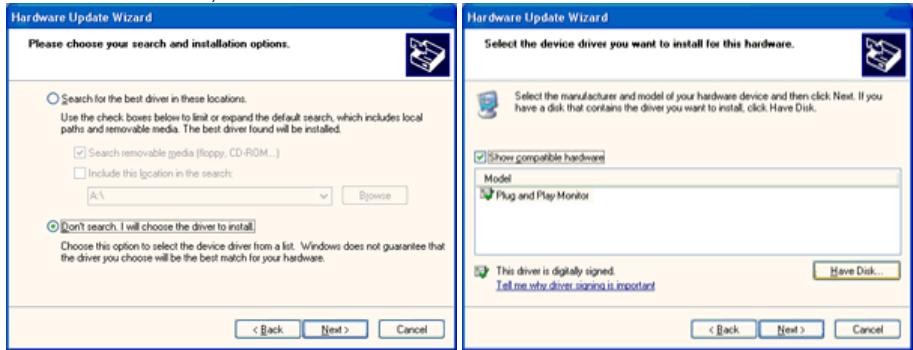 Hardware Update Wizard
Please choose your search and installation options.
Search for the best driver in these locations.
Use the check boxes below to limit or expand the default search, which includes local
paths and removable media. The best driver found will be installed.
Search removable media (floppy, CD-ROM...)
Include this location in the search:
A:\
Browse
Don't search. I will choose the driver to install.
Choose this option to select the device driver from a list. Windows does not guarantee that
the driver you choose will be the best match for your hardware.
< Back
Next >
Cancel
Hardware Update Wizard
Select the device driver you want to install for this hardware.
Select the manufacturer and model of your hardware device and then click Next. If you
have a disk that contains the driver you want to install, click Have Disk.
Show compatible hardware
Model
Plug and Play Monitor
This driver is digitally signed.
Have Disk...
Tell me why driver signing is important
< Back
Next >
Cancel